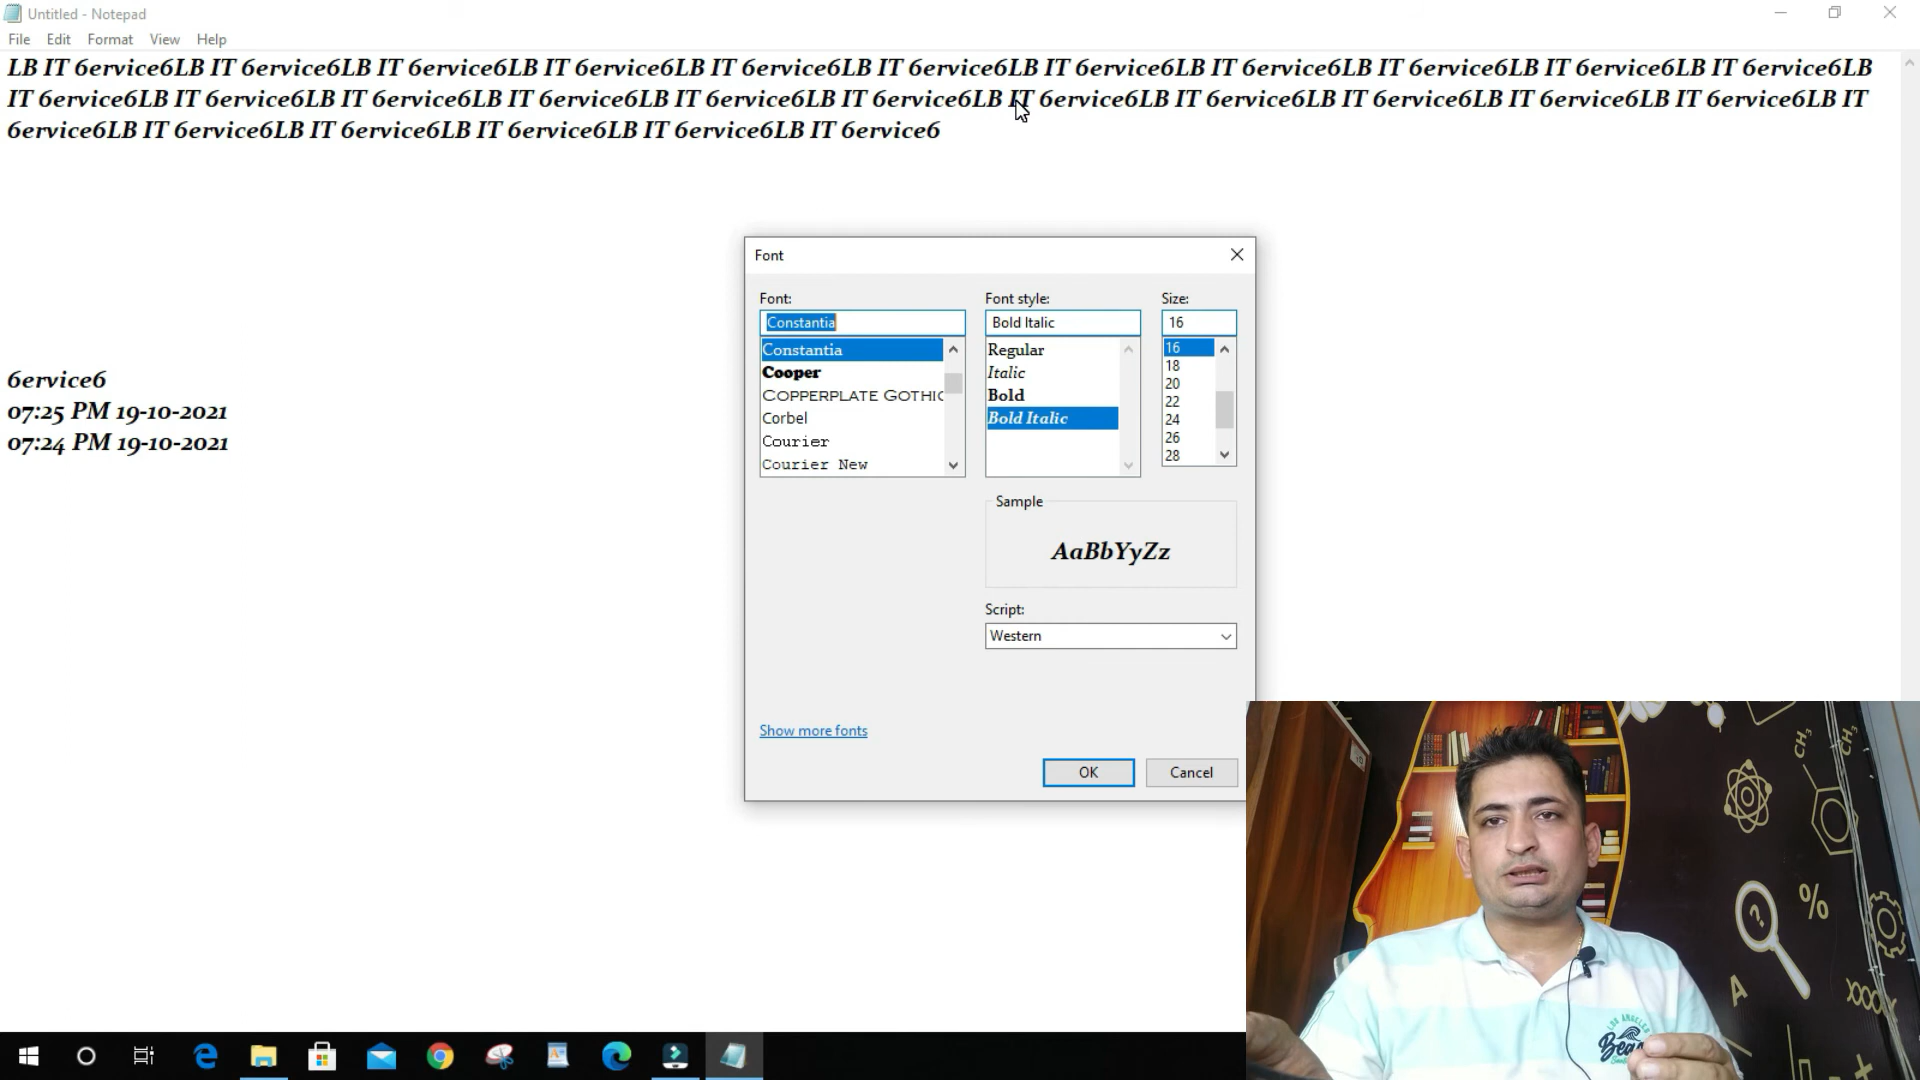 Untitled - Notepad
File Edit Format View Help
LB IT 6ervice6LB IT 6ervice6LB IT 6ervice6LB IT 6ervice6LB IT 6ervice6LB IT 6ervice6LB IT 6ervice6LB IT 6ervice6LB IT 6ervice6LB IT 6ervice6LB IT 6ervice6LB
IT 6ervice6LB IT 6ervice6LB IT 6ervice6LB IT 6ervice6LB IT 6ervice6LB IT 6ervice6LB IT 6ervice6LB IT 6ervice6LB IT 6ervice6LB IT 6ervice6LB IT 6ervice6LB IT
6ervice6LB IT 6ervice6LB IT 6ervice6LB IT 6ervice6LB IT 6ervice6LB IT 6ervice6
6ervice6
07:25 PM 19-10-2021
07:24 PM 19-10-2021
Font
Font: Font style: Size:
Constantia Bold Italic 16
Constantia Regular 16
Cooper Italic 18
COPPERPLATE GOTHIC Bold 20
Corbel Bold Italic 22
Courier 24
Courier New 26
28
Sample
AaBbYyZz
Script:
Western
Show more fonts
OK Cancel
CH3 CH3
?
%
A
XXXX
LOS ANGELES